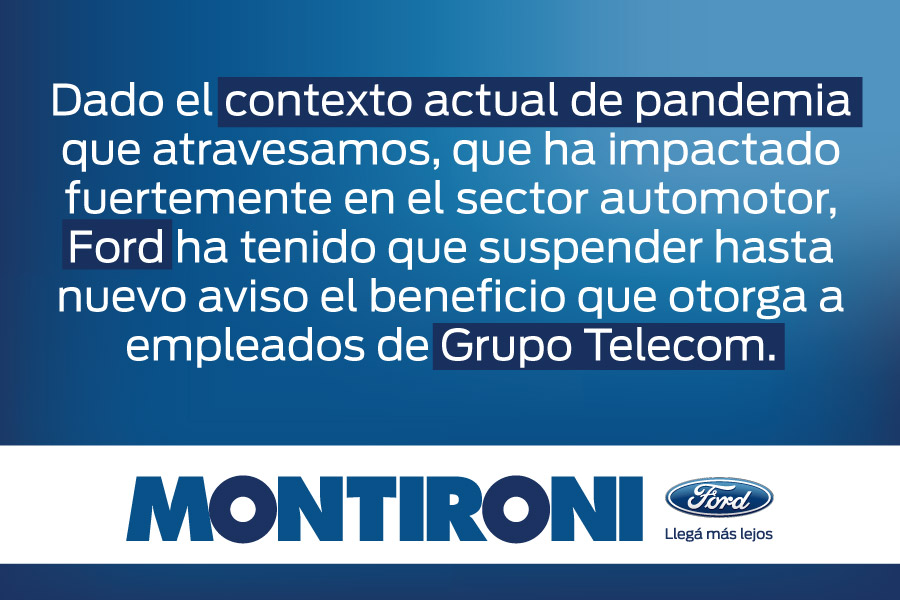 Dado el contexto actual de pandemia
que atravesamos, que ha impactado
fuertemente en el sector automotor,
Ford ha tenido que suspender hasta
nuevo aviso el beneficio que otorga a
empleados de Grupo Telecom.
MONTIRONI
Ford
Llegá más lejos